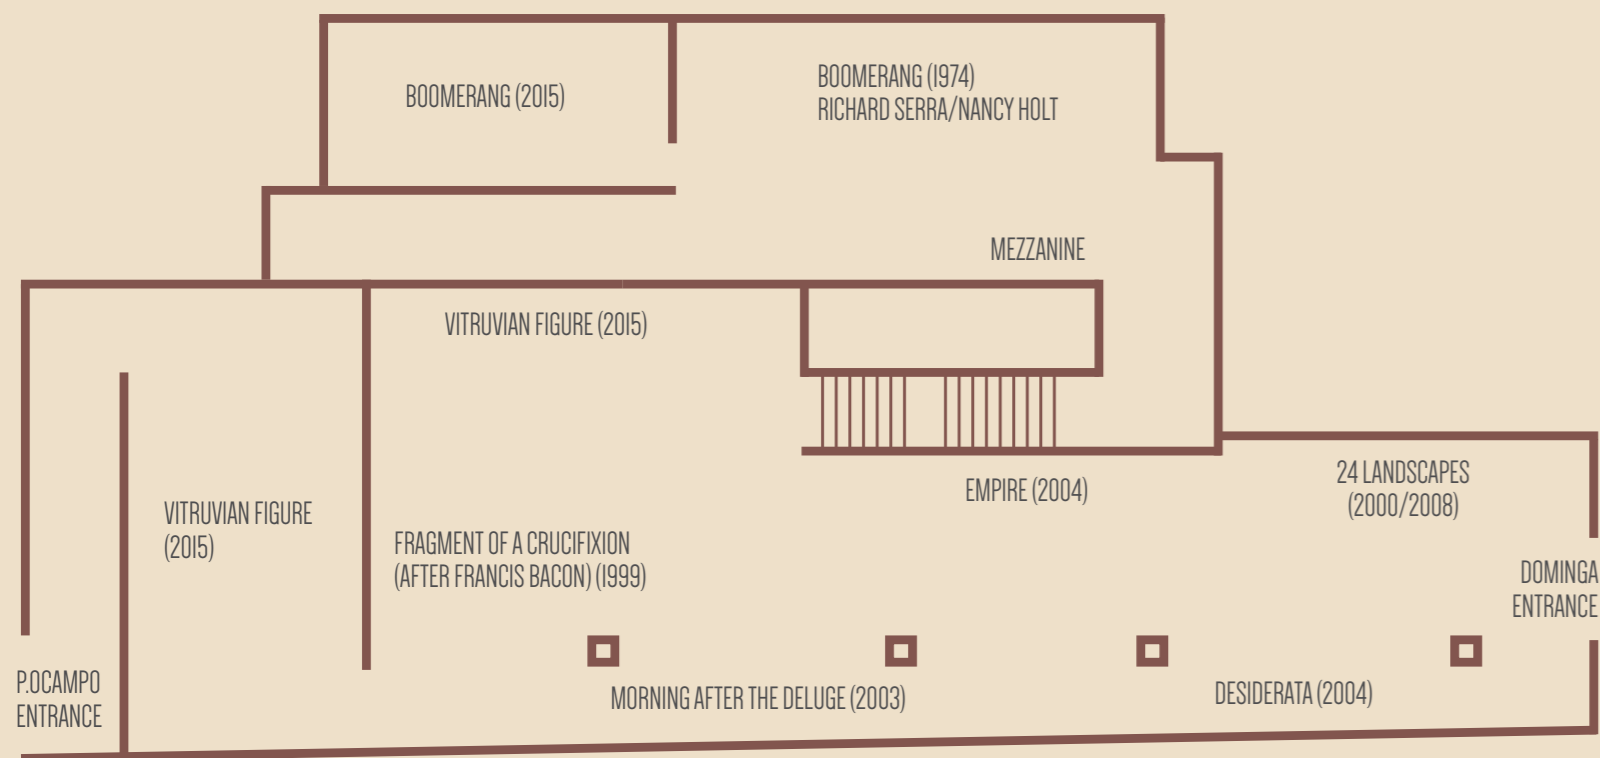 BOOMERANG (2015)
BOOMERANG (1974)
RICHARD SERRA/NANCY HOLT
MEZZANINE
VITRUVIAN FIGURE (2015)
EMPIRE (2004)
24 LANDSCAPES
(2000/2008)
VITRUVIAN FIGURE
(2015)
FRAGMENT OF A CRUCIFIXION
(AFTER FRANCIS BACON) (1999)
DOMINGA
ENTRANCE
P.OCAMPO
ENTRANCE
MORNING AFTER THE DELUGE (2003)
DESIDERATA (2004)